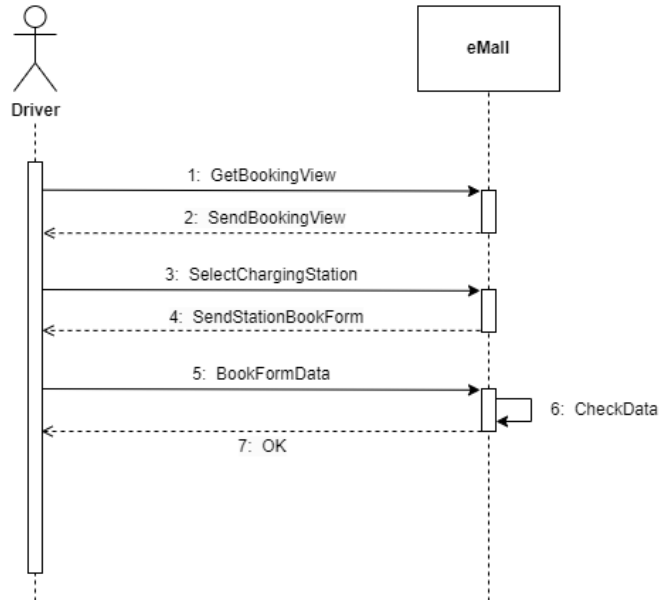 eMall
Driver
1: GetBookingView
2: SendBookingView
3: SelectChargingStation
4: SendStationBookForm
5: BookFormData
6: CheckData
7: OK